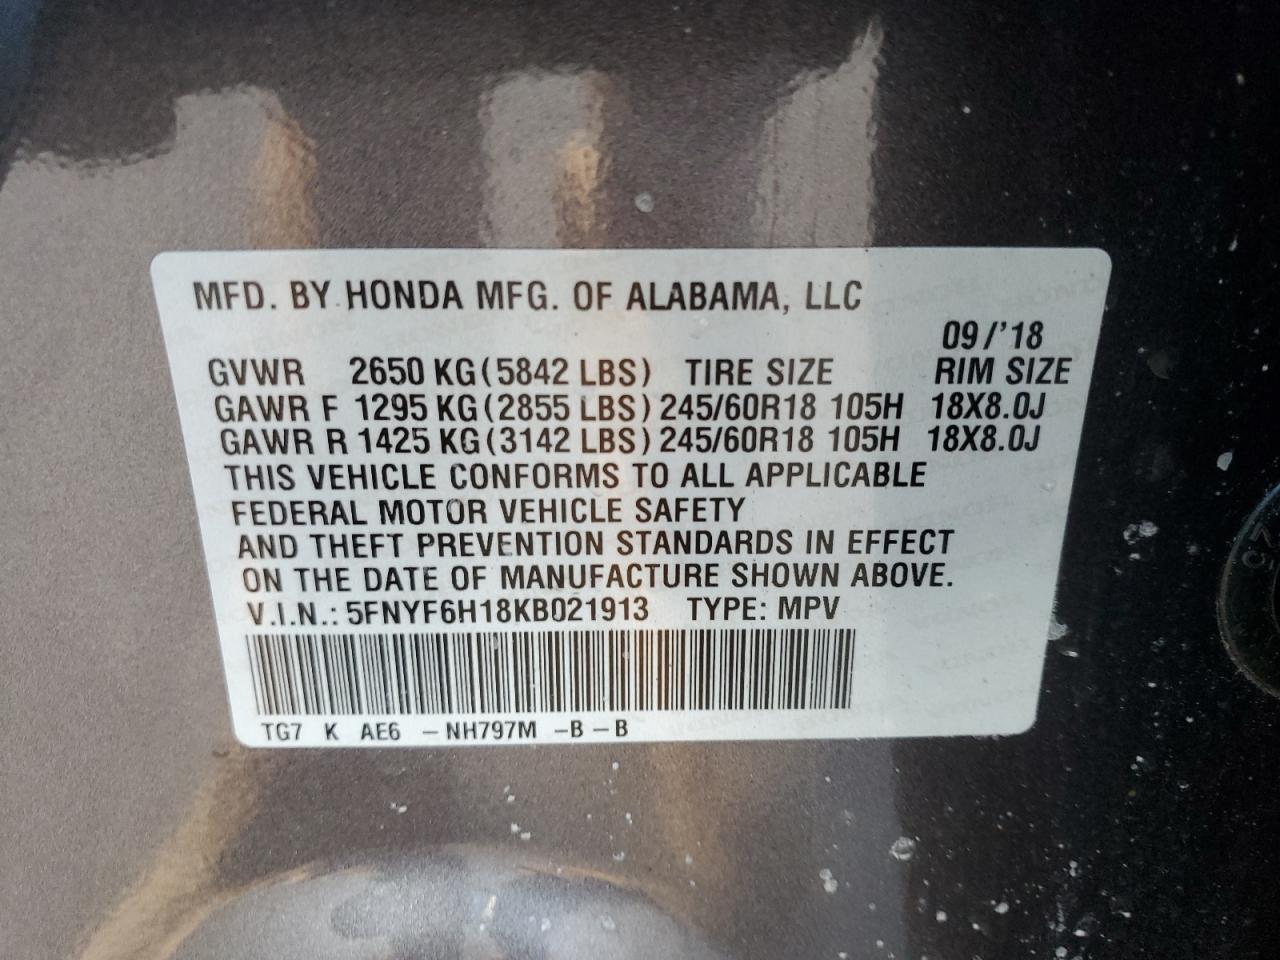 MFD. BY HONDA MFG. OF ALABAMA, LLC
09/'18
GVWR 2650 KG(5842 LBS) TIRE SIZE RIM SIZE
GAWR F 1295 KG(2855 LBS) 245/60R18 105H 18X8.0J
GAWR R 1425 KG(3142 LBS) 245/60R18 105H 18X8.0J
THIS VEHICLE CONFORMS TO ALL APPLICABLE
FEDERAL MOTOR VEHICLE SAFETY
AND THEFT PREVENTION STANDARDS IN EFFECT
ON THE DATE OF MANUFACTURE SHOWN ABOVE.
V.I.N.: 5FNYF6H18KB021913 TYPE: MPV
TG7 K AE6 -NH797M -B-B